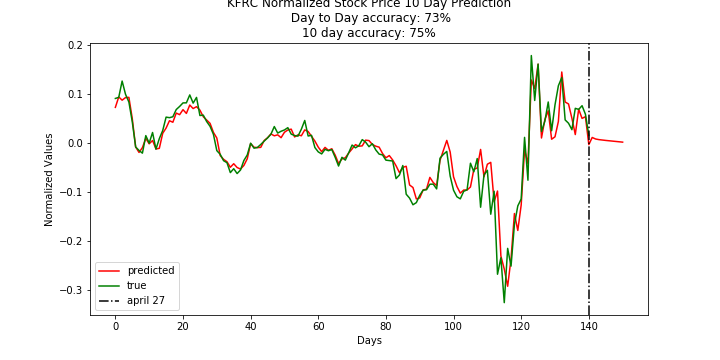 KFRC Normalized Stock Price 10 Day Prediction
Day to Day accuracy: 73%
10 day accuracy: 75%
0.2
0.1
0.0
−0.1
−0.2
−0.3
Normalized Values
predicted
true
april 27
0
20
40
60
80
100
120
140
Days